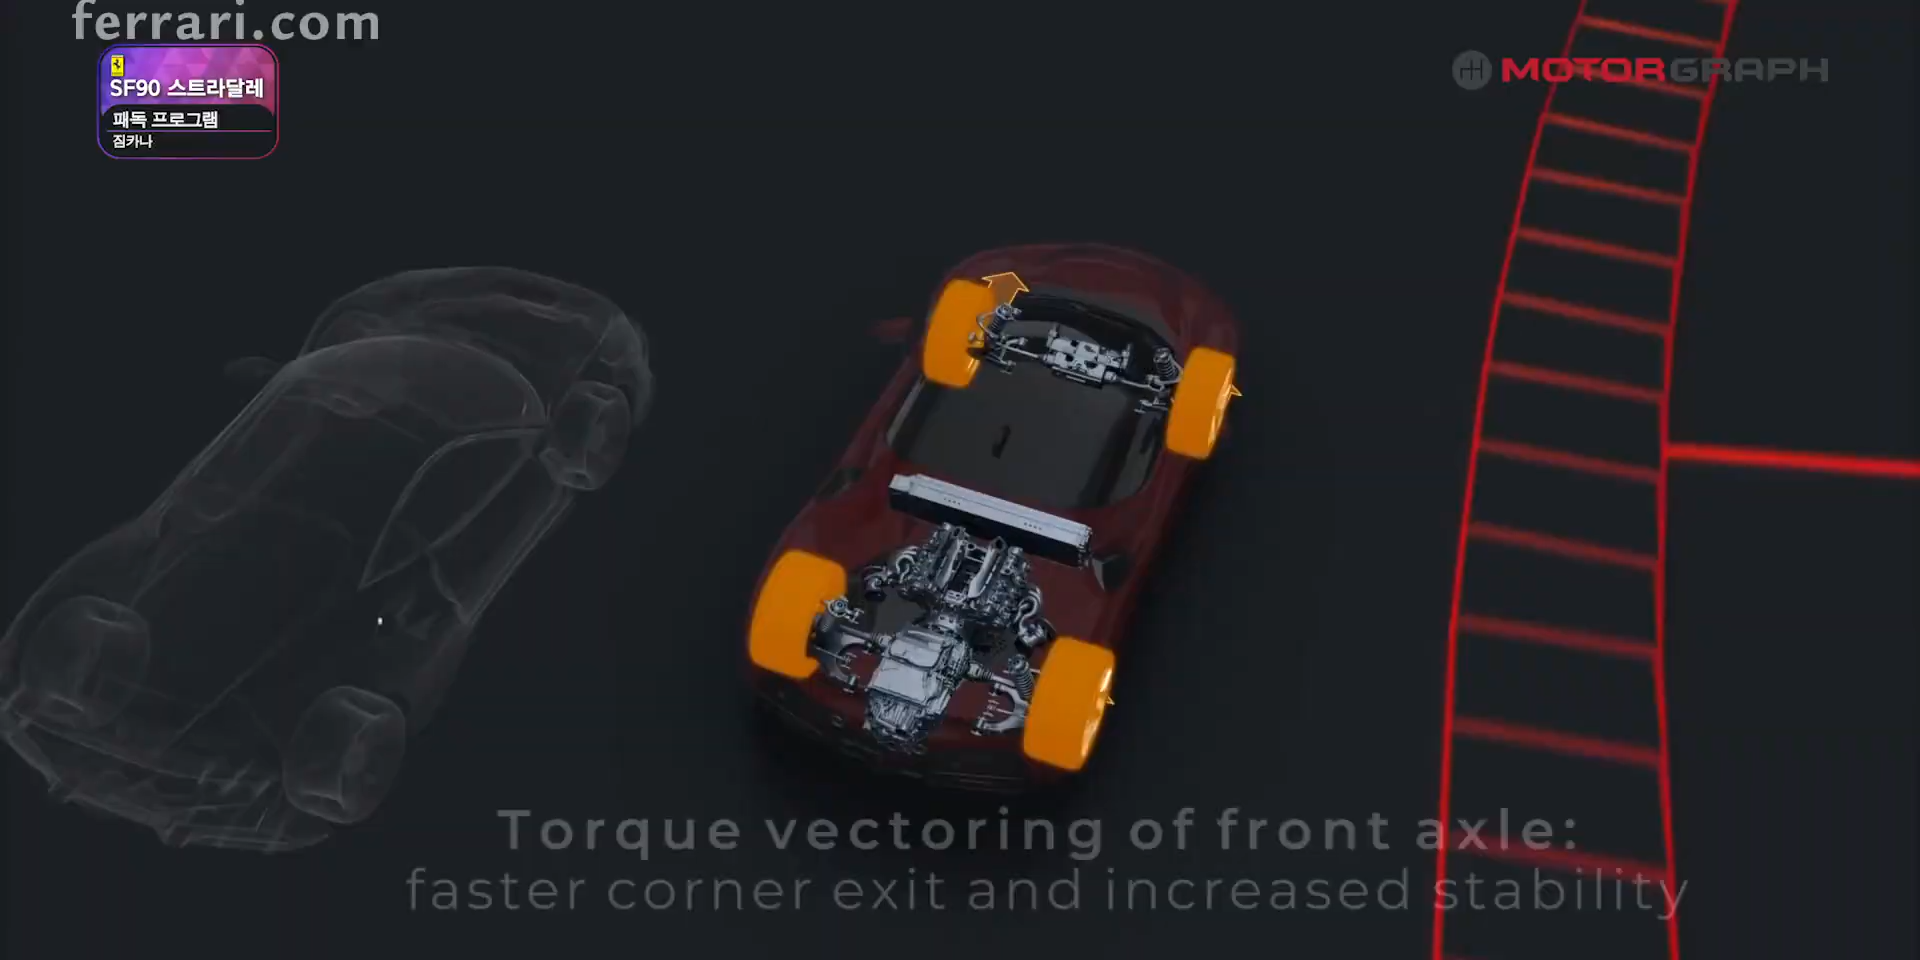 ferrari.com
SF90 스트라달레
패독 프로그램
짐카나
MOTORGRAPH
Torque vectoring of front axle:
faster corner exit and increased stability